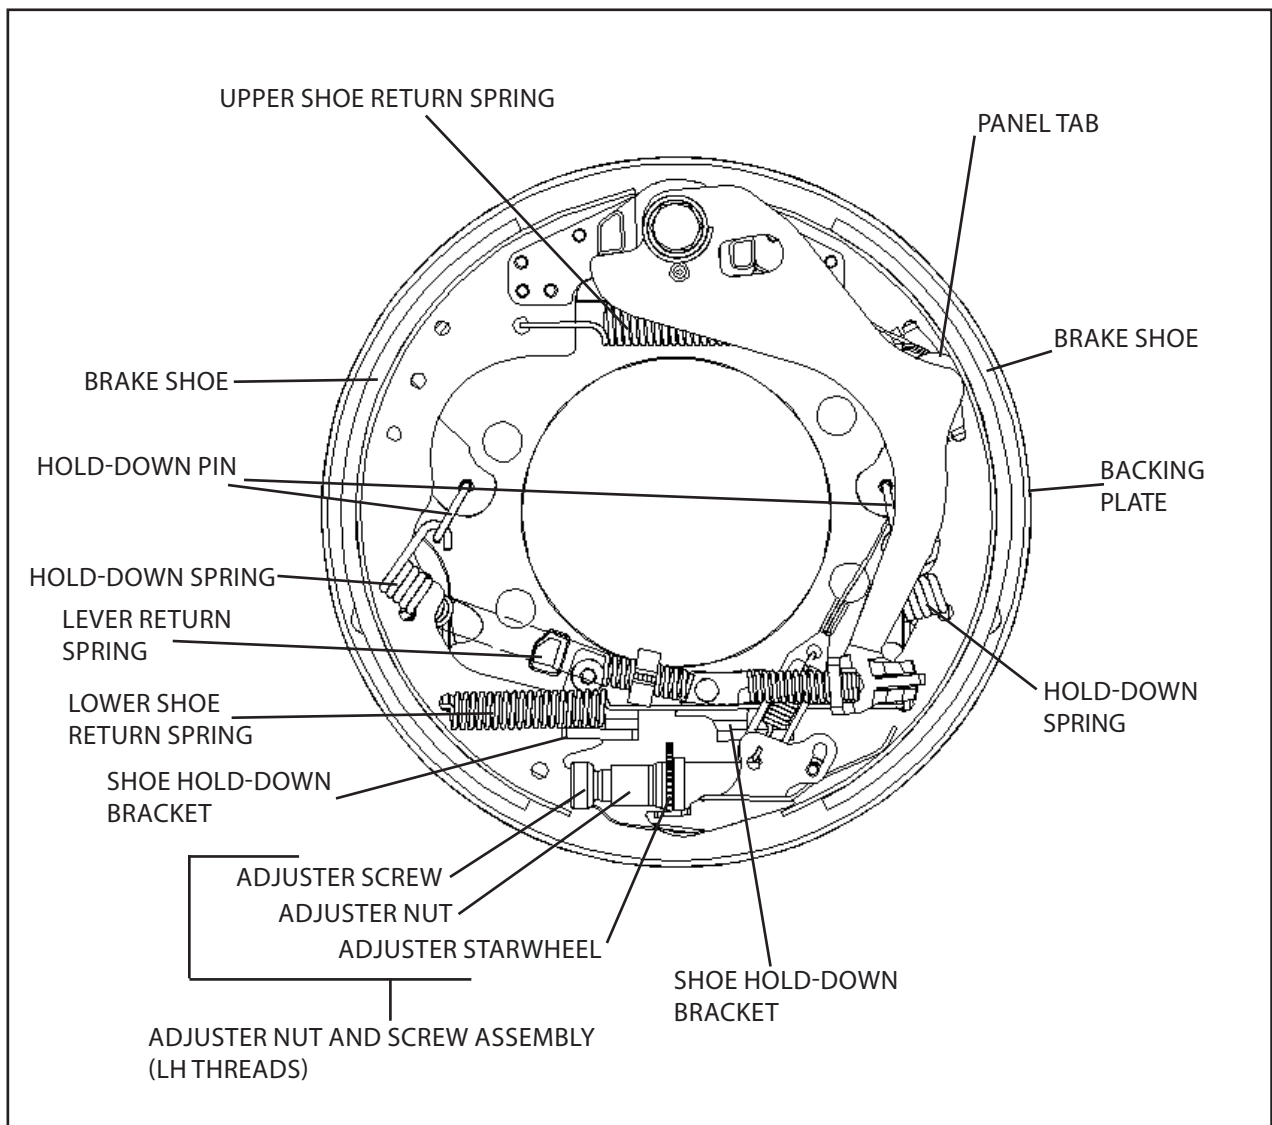 UPPER SHOE RETURN SPRING
PANEL TAB
BRAKE SHOE
BRAKE SHOE
HOLD-DOWN PIN
BACKING
PLATE
HOLD-DOWN SPRING
LEVER RETURN
SPRING
LOWER SHOE
RETURN SPRING
HOLD-DOWN
SPRING
SHOE HOLD-DOWN
BRACKET
ADJUSTER SCREW
ADJUSTER NUT
ADJUSTER STARWHEEL
SHOE HOLD-DOWN
BRACKET
ADJUSTER NUT AND SCREW ASSEMBLY
(LH THREADS)